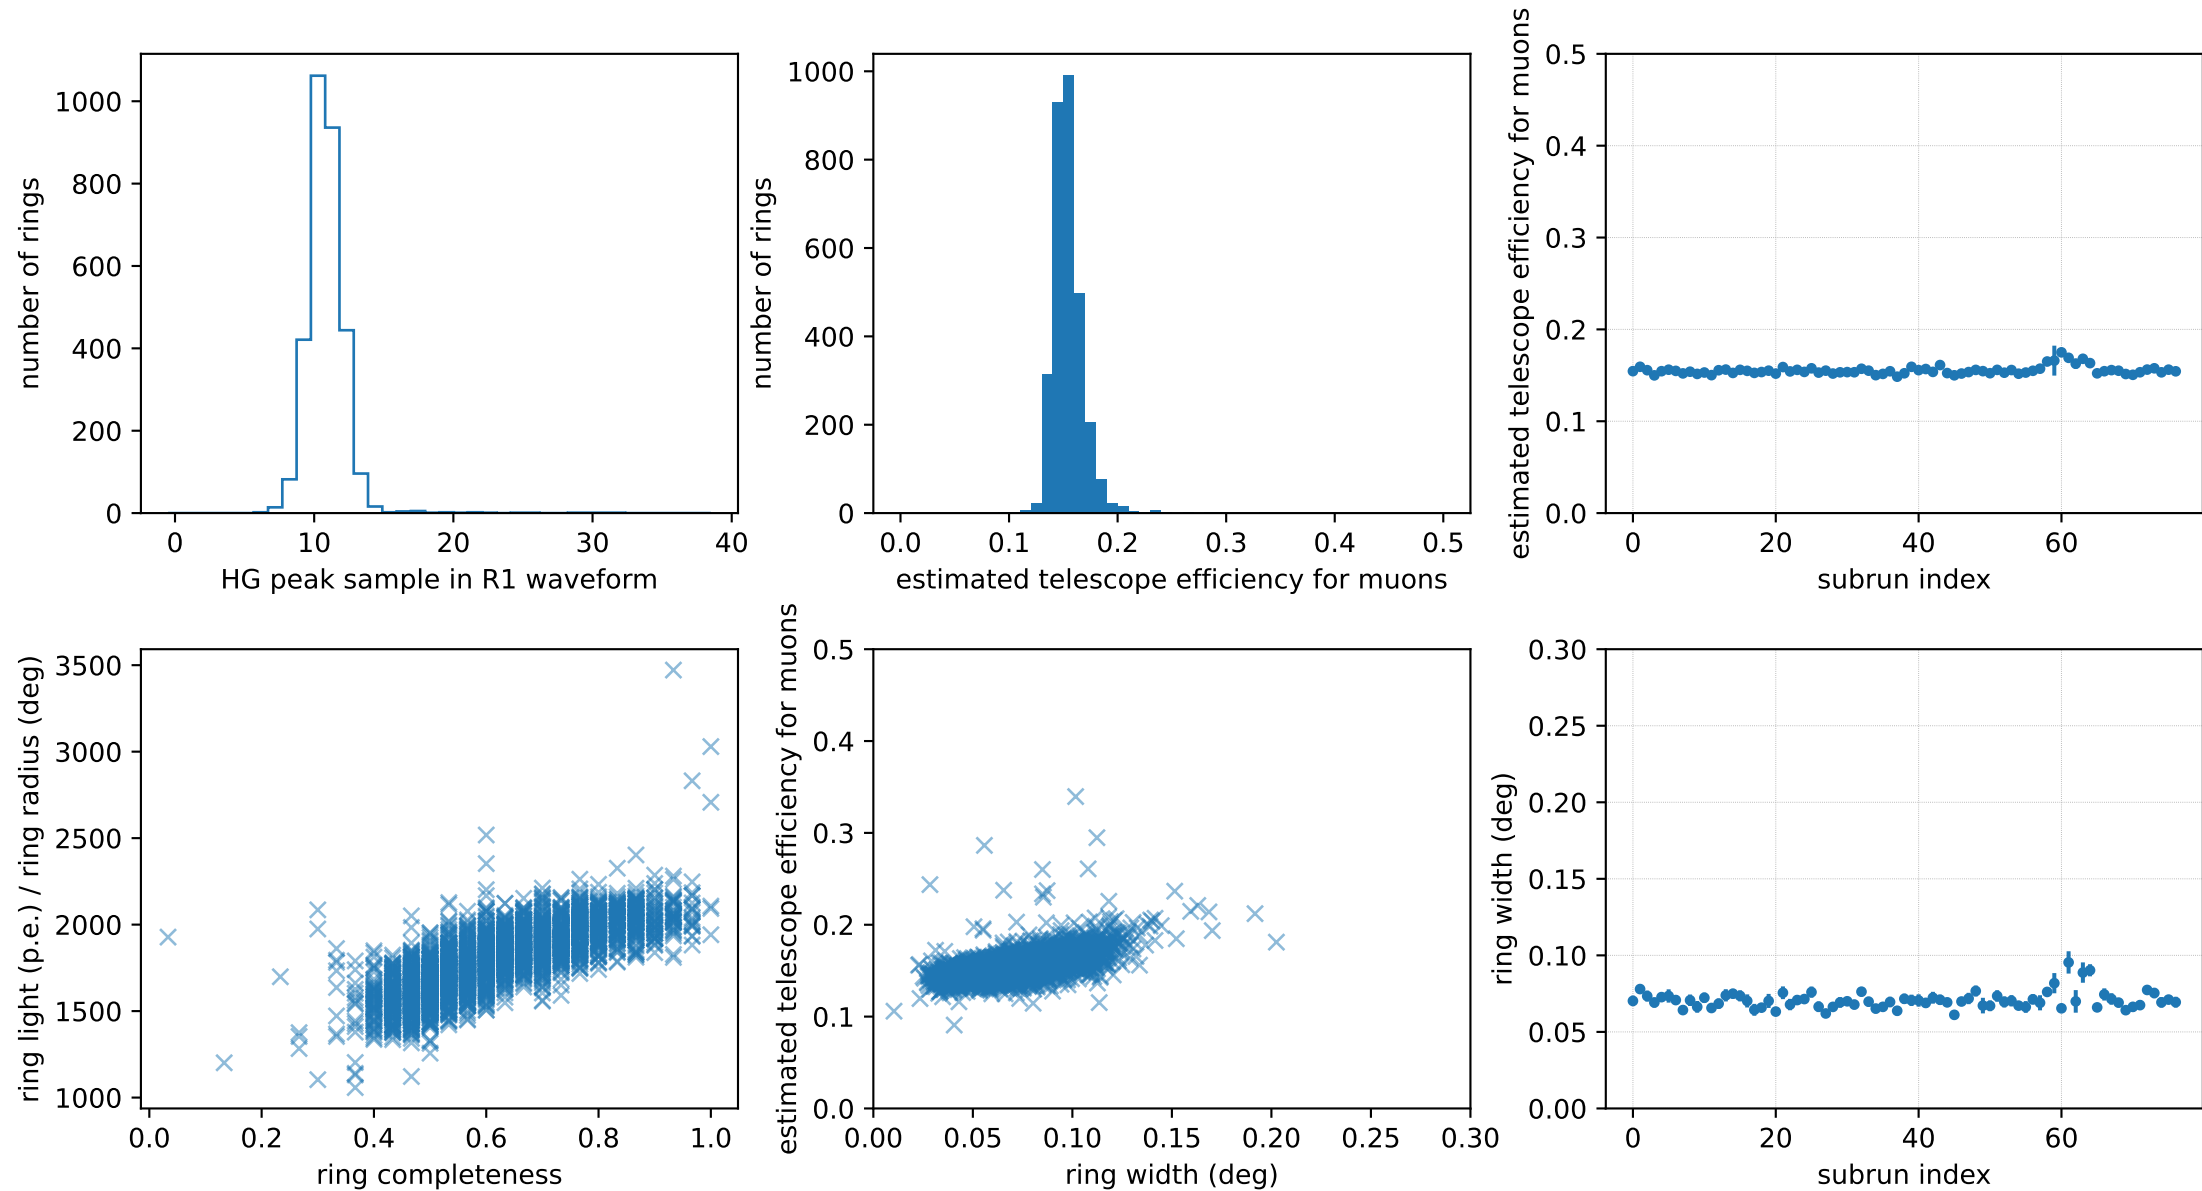 1000
800
600
400
200
0
number of rings
0 10 20 30 40
HG peak sample in R1 waveform
1000
800
600
400
200
0
number of rings
0.0 0.1 0.2 0.3 0.4 0.5
estimated telescope efficiency for muons
0.5
0.4
0.3
0.2
0.1
0.0
estimated telescope efficiency for muons
0 20 40 60
subrun index
3500
3000
2500
2000
1500
1000
ring light (p.e.) / ring radius (deg)
0.0 0.2 0.4 0.6 0.8 1.0
ring completeness
0.5
0.4
0.3
0.2
0.1
0.0
estimated telescope efficiency for muons
0.00 0.05 0.10 0.15 0.20 0.25 0.30
ring width (deg)
0.30
0.25
0.20
0.15
0.10
0.05
0.00
ring width (deg)
0 20 40 60
subrun index